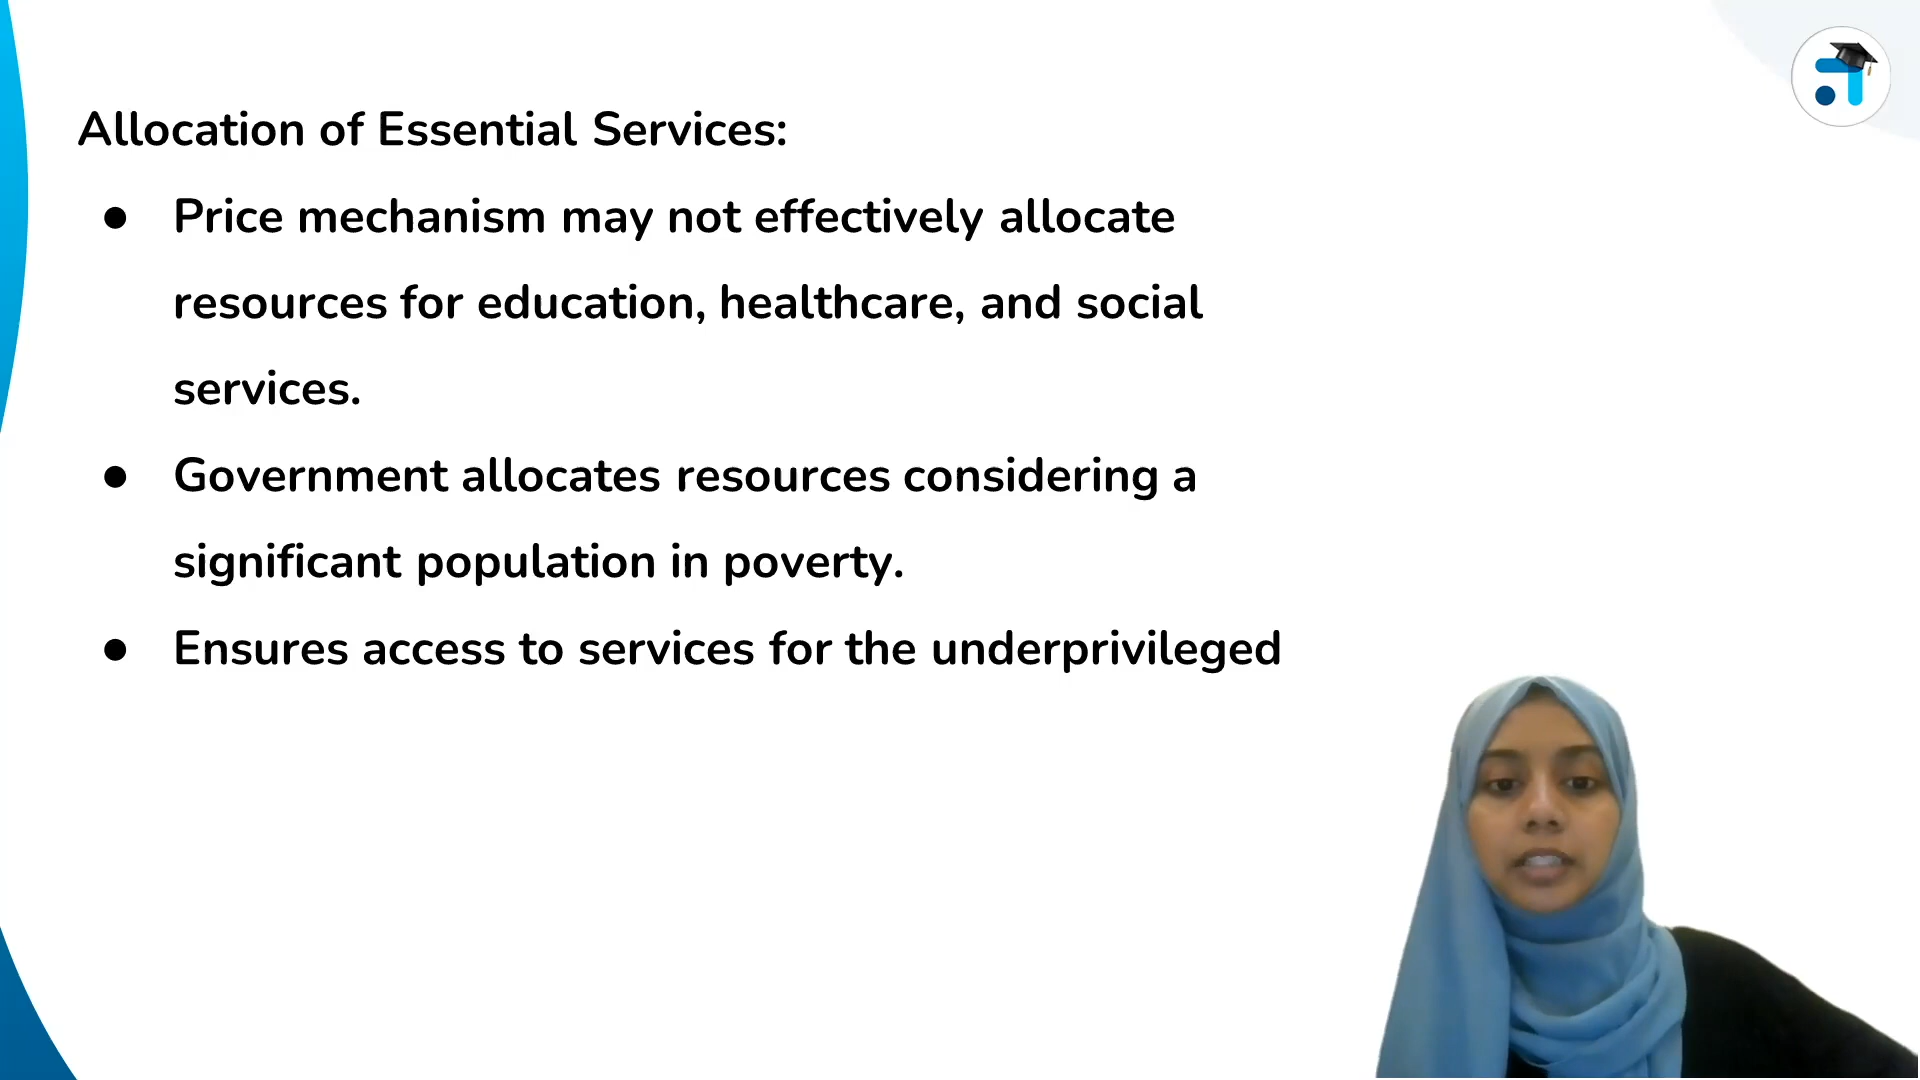 Allocation of Essential Services:
● Price mechanism may not effectively allocate
resources for education, healthcare, and social
services.
● Government allocates resources considering a
significant population in poverty.
● Ensures access to services for the underprivileged